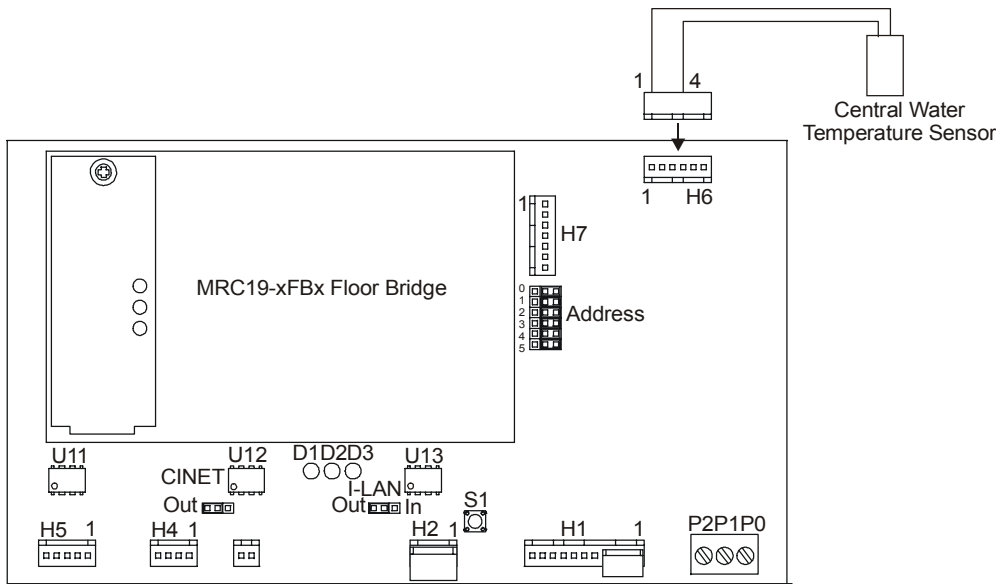 1 4
Central Water
Temperature Sensor
1 H6
1
H7
MRC19-xFBx Floor Bridge
0
1
2
3
4
5
Address
U11
CINET
U12
D1D2D3
U13
I-LAN
Out
Out In
S1
H5 1
H4 1
H2 1
H1 1
P2P1P0